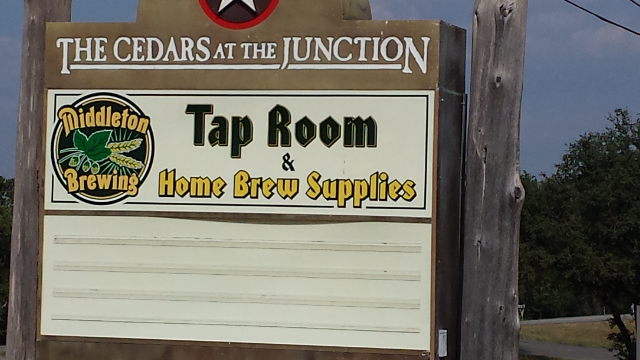 THE CEDARS AT THE JUNCTION
Middleton
Brewing
Tap Room
&
Home Brew Supplies